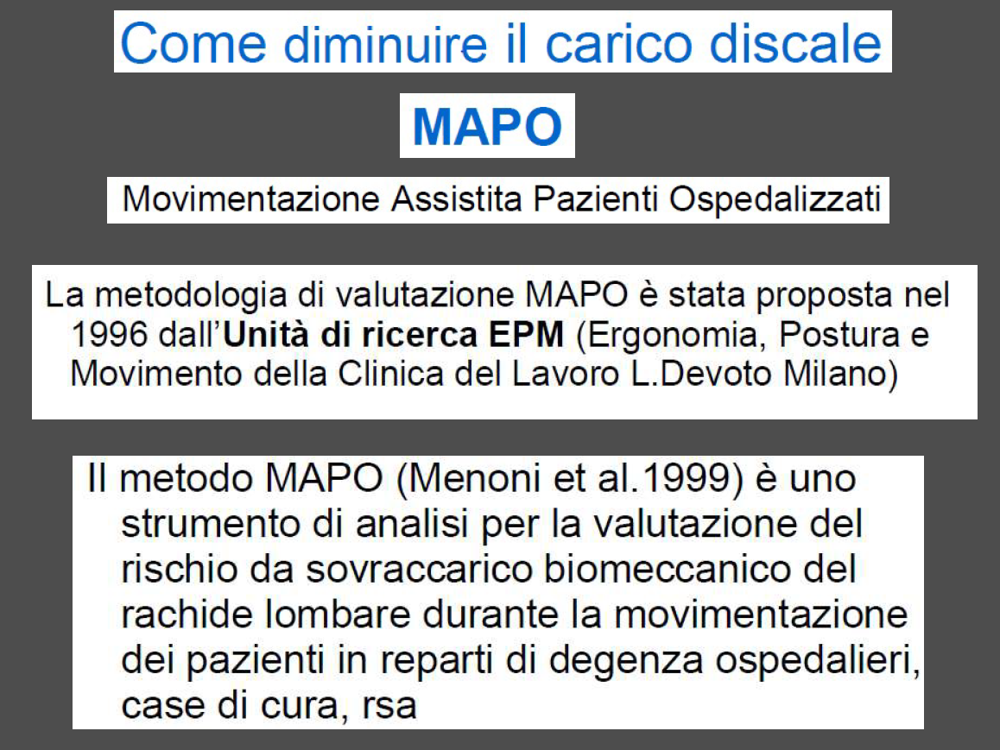 Come diminuire il carico discale
MAPO
Movimentazione Assistita Pazienti Ospedalizzati
La metodologia di valutazione MAPO è stata proposta nel
1996 dall’Unità di ricerca EPM (Ergonomia, Postura e
Movimento della Clinica del Lavoro L.Devoto Milano)
Il metodo MAPO (Menoni et al.1999) è uno
strumento di analisi per la valutazione del
rischio da sovraccarico biomeccanico del
rachide lombare durante la movimentazione
dei pazienti in reparti di degenza ospedalieri,
case di cura, rsa